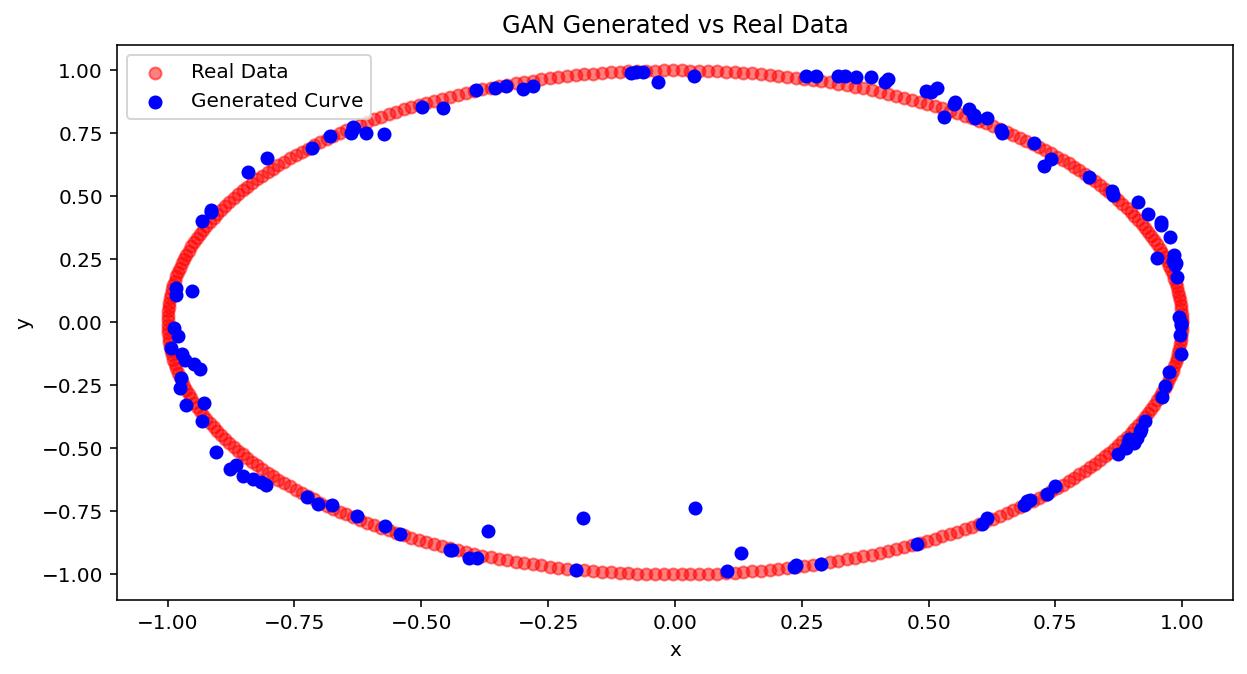 GAN Generated vs Real Data
Real Data
Generated Curve
1.00
0.75
0.50
0.25
0.00
−0.25
−0.50
−0.75
−1.00
y
−1.00 −0.75 −0.50 −0.25 0.00 0.25 0.50 0.75 1.00
x